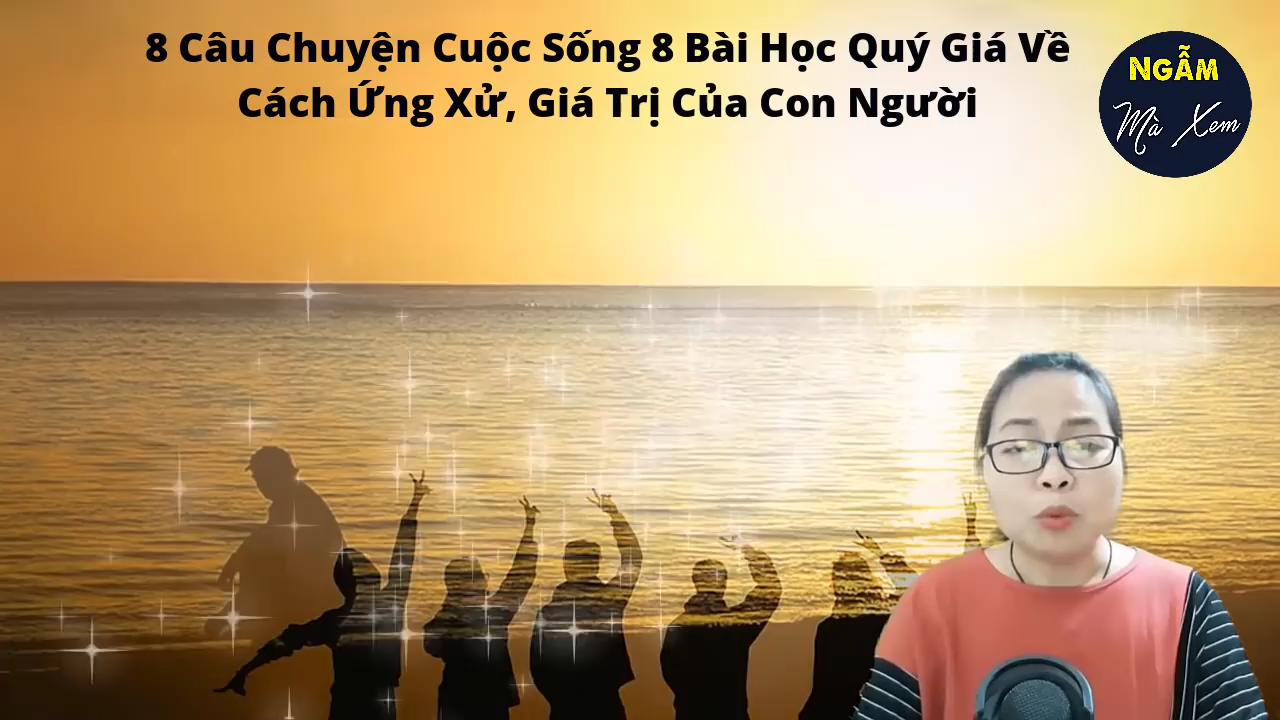 8 Câu Chuyện Cuộc Sống 8 Bài Học Quý Giá Về
Cách Ứng Xử, Giá Trị Của Con Người
NGẪM
Mà Xem